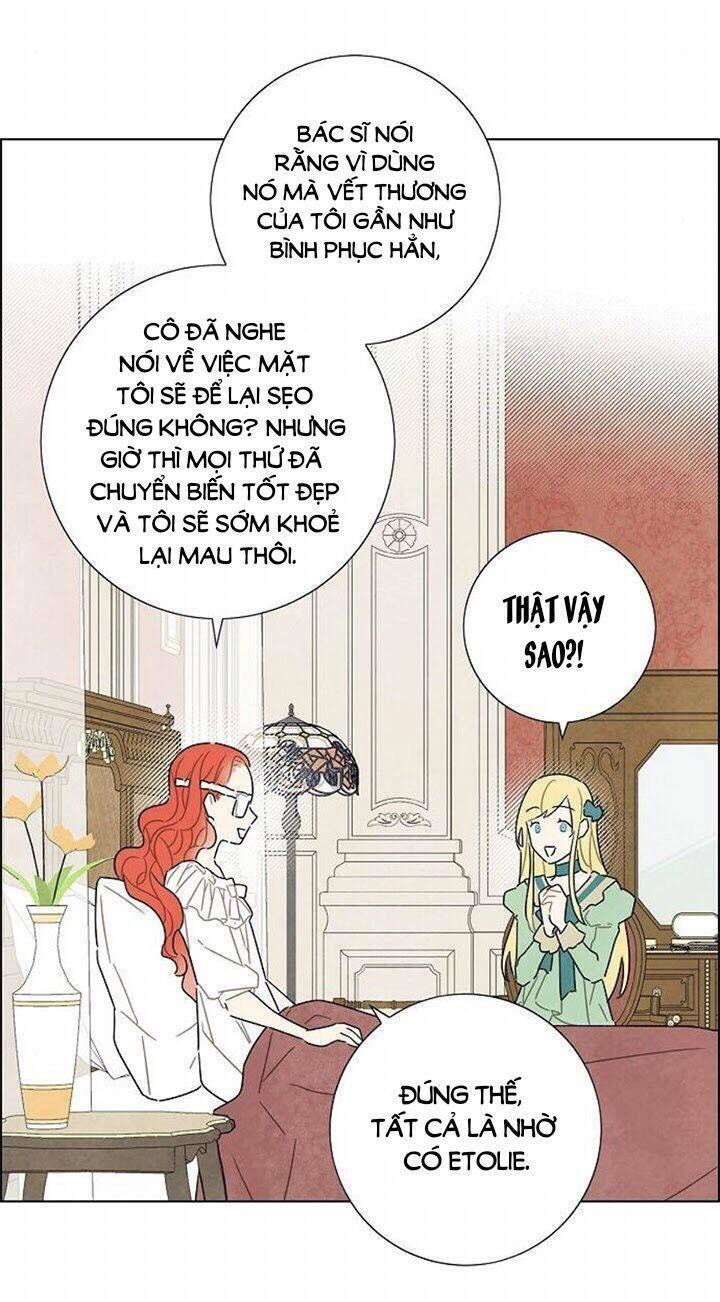 BÁC SĨ NÓI
RẰNG VÌ DÙNG
NÓ MÀ VẾT THƯƠNG
CỦA TÔI GẦN NHƯ
BÌNH PHỤC HẲN,
CÔ ĐÃ NGHE
NÓI VỀ VIỆC MẶT
TÔI SẼ ĐỂ LẠI SẸO
ĐÚNG KHÔNG? NHƯNG
GIỜ THÌ MỌI THỨ ĐÃ
CHUYỂN BIẾN TỐT ĐẸP
VÀ TÔI SẼ SỚM KHOẺ
LẠI MAU THÔI.
THẬT VẬY
SAO?!
ĐÚNG THẾ,
TẤT CẢ LÀ NHỜ
CÓ ETOLIE.